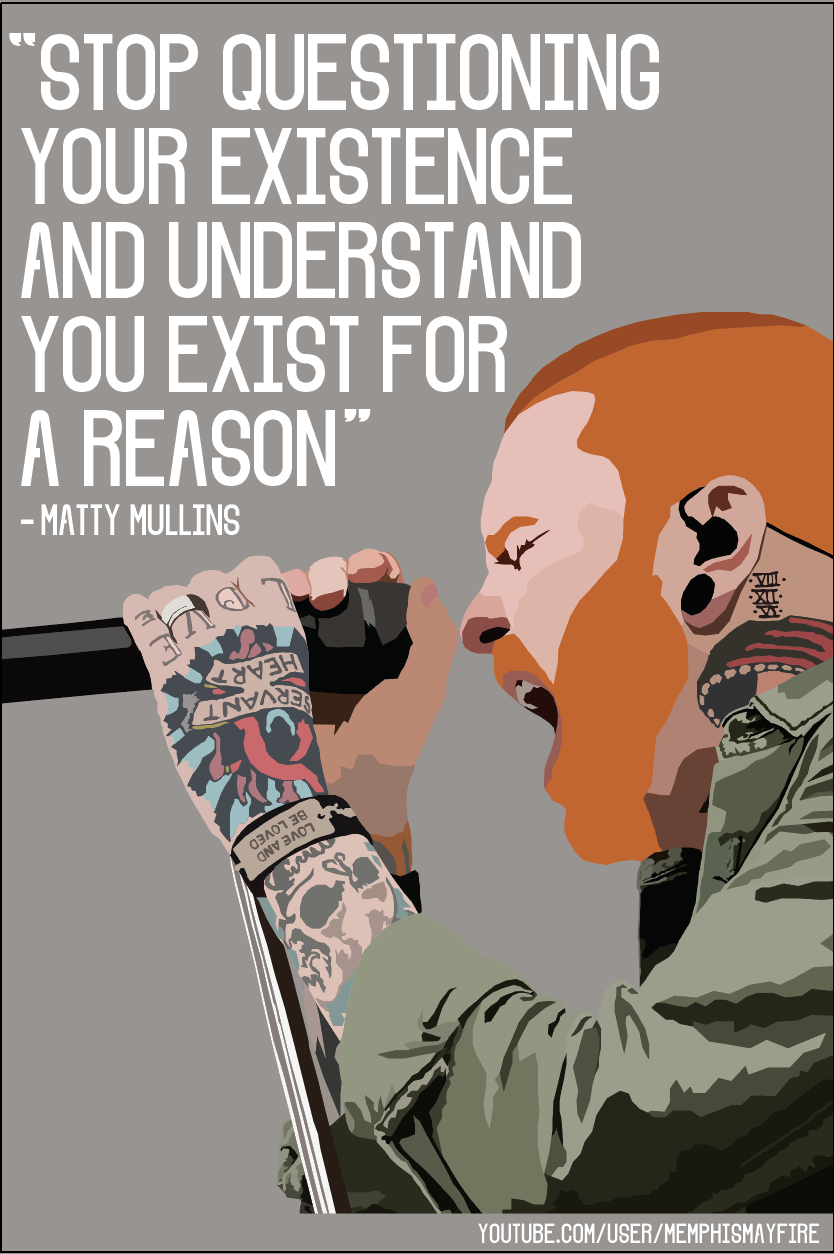 “STOP QUESTIONING
YOUR EXISTENCE
AND UNDERSTAND
YOU EXIST FOR
A REASON”
- MATTY MULLINS
LOVE
SERVANT
HEART
LOVE AND
BE LOVED
YOUTUBE.COM/USER/MEMPHISMAYFIRE